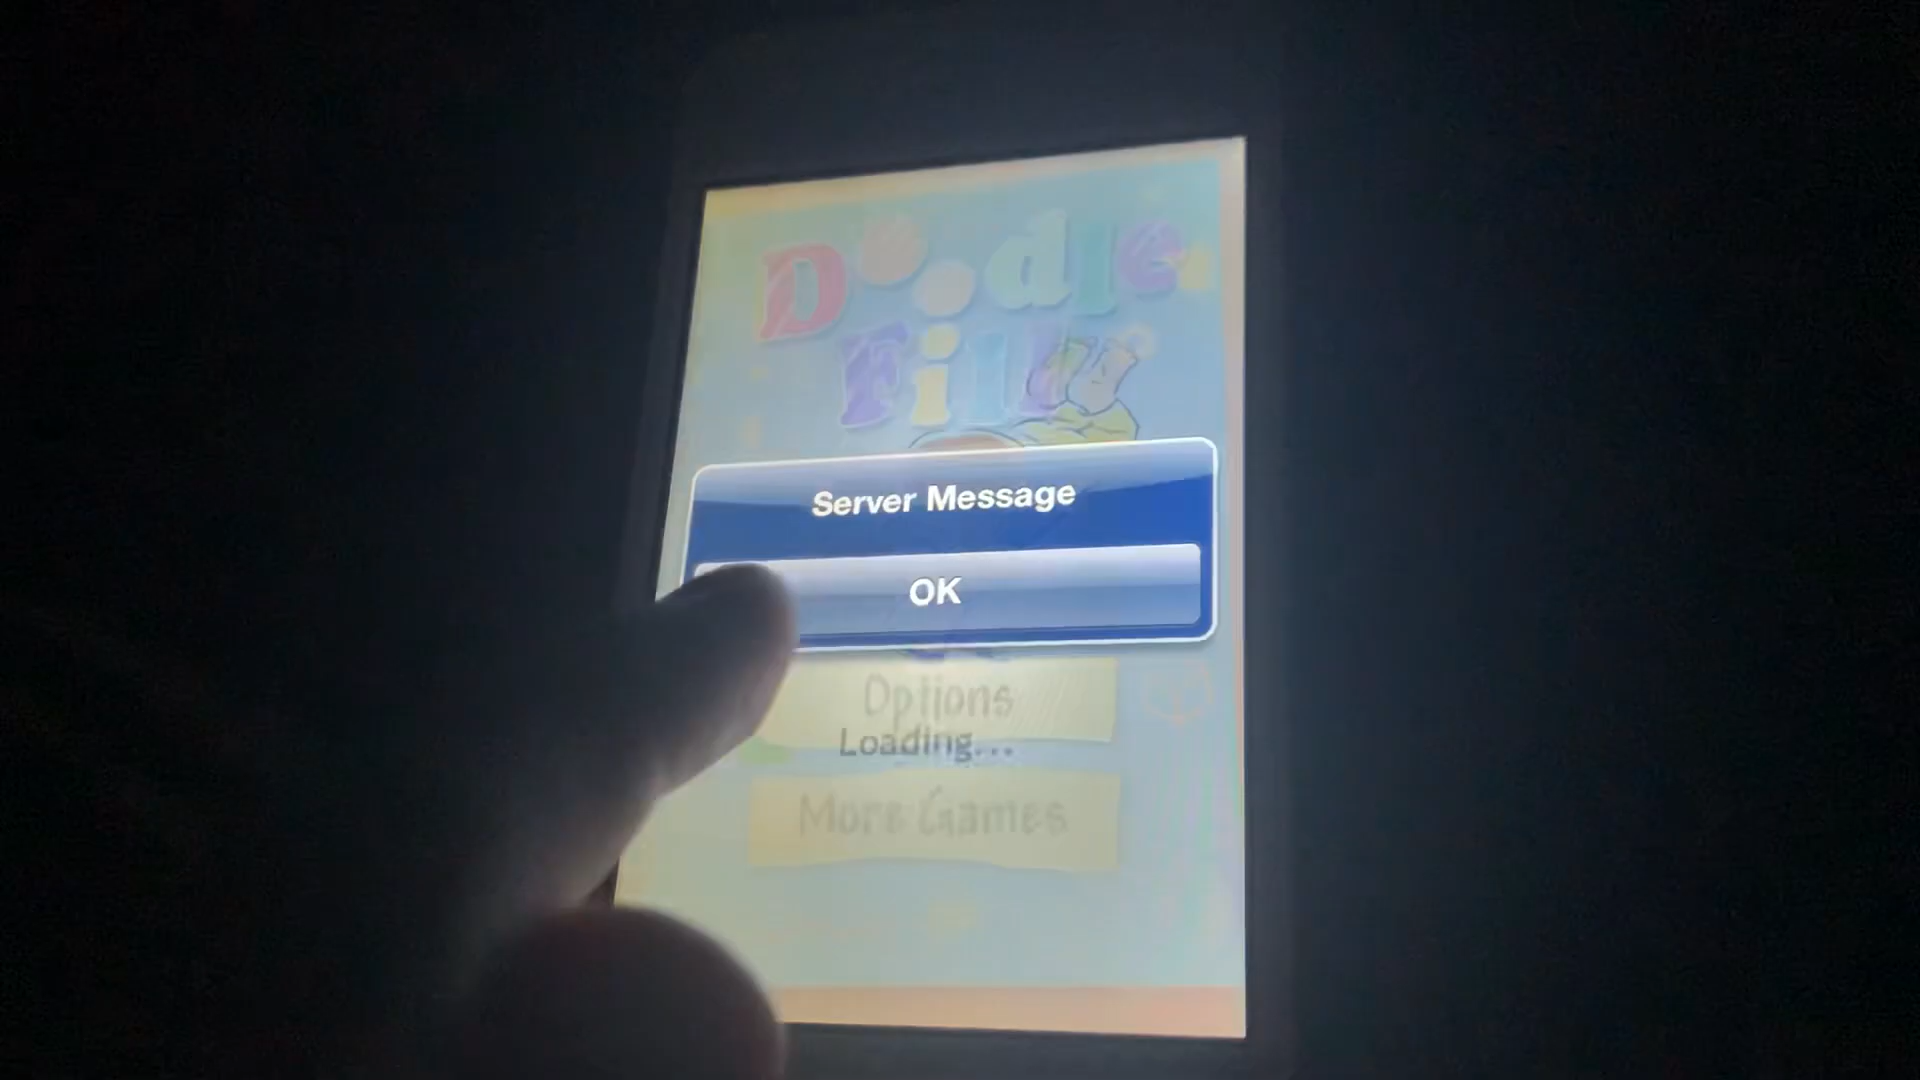 Doodle
Fill
Server Message
OK
Options
Loading...
More Games